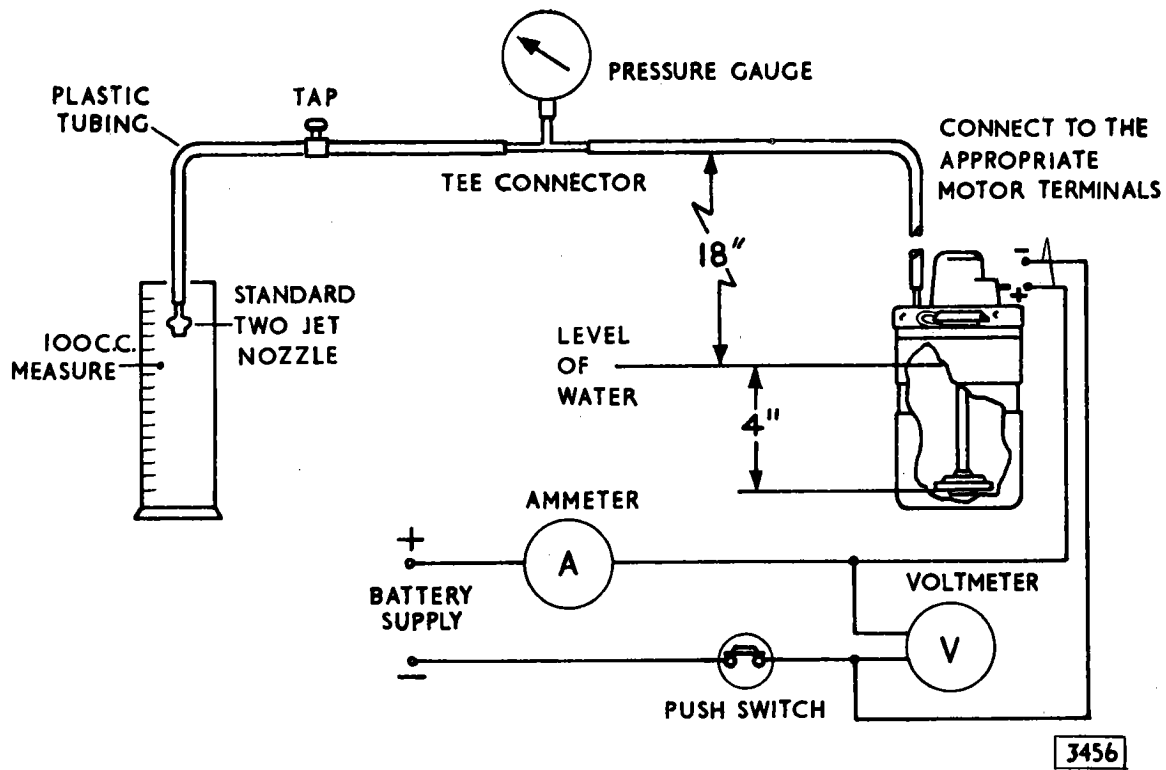 PRESSURE GAUGE
PLASTIC
TUBING
TAP
CONNECT TO THE
APPROPRIATE
MOTOR TERMINALS
TEE CONNECTOR
18"
-
- +
STANDARD
TWO JET
NOZZLE
100 C.C.
MEASURE
LEVEL
OF
WATER
4"
AMMETER
+
A
BATTERY
SUPPLY
VOLTMETER
V
−
PUSH SWITCH
3456